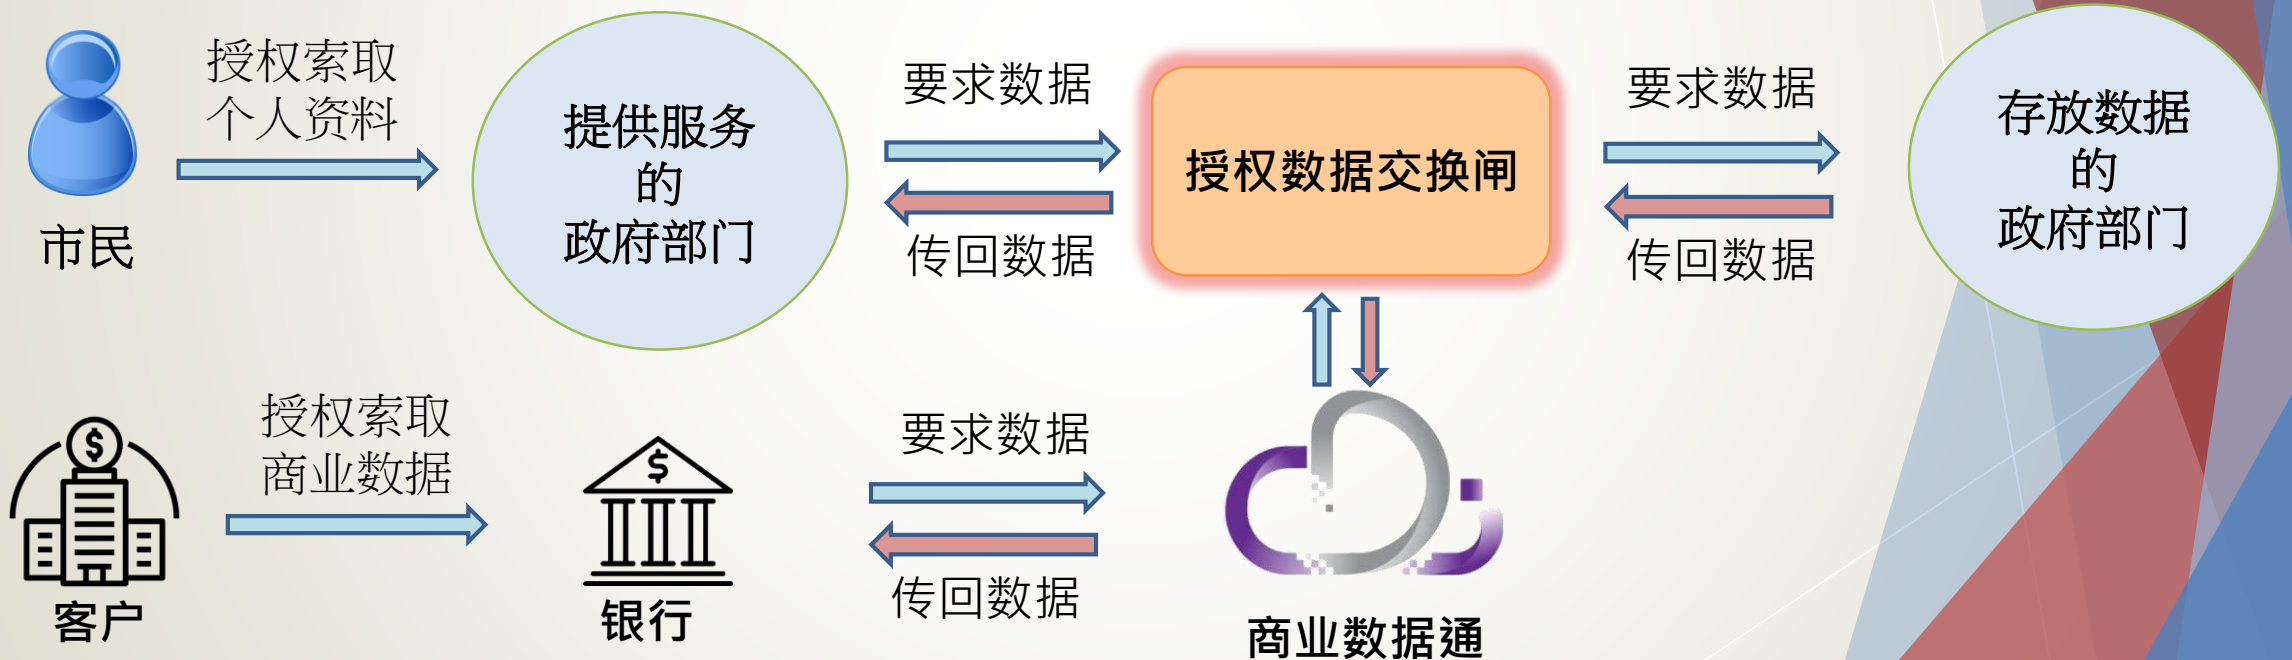 授权索取
个人资料
市民
提供服务
的
政府部门
要求数据
传回数据
授权数据交换闸
要求数据
传回数据
存放数据
的
政府部门
授权索取
商业数据
客户
$
$
银行
要求数据
传回数据
商业数据通